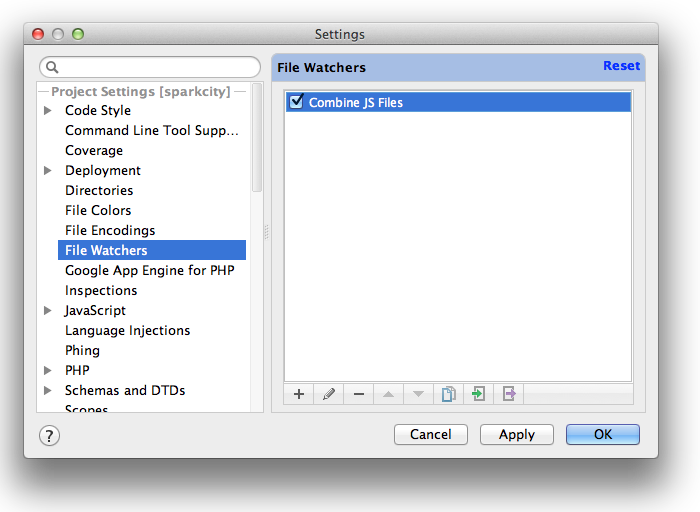 Settings
Project Settings [sparkcity]
Code Style
Command Line Tool Supp...
Coverage
Deployment
Directories
File Colors
File Encodings
File Watchers
Google App Engine for PHP
Inspections
JavaScript
Language Injections
Phing
PHP
Schemas and DTDs
Scopes
File Watchers
Reset
Combine JS Files
?
Cancel
Apply
OK